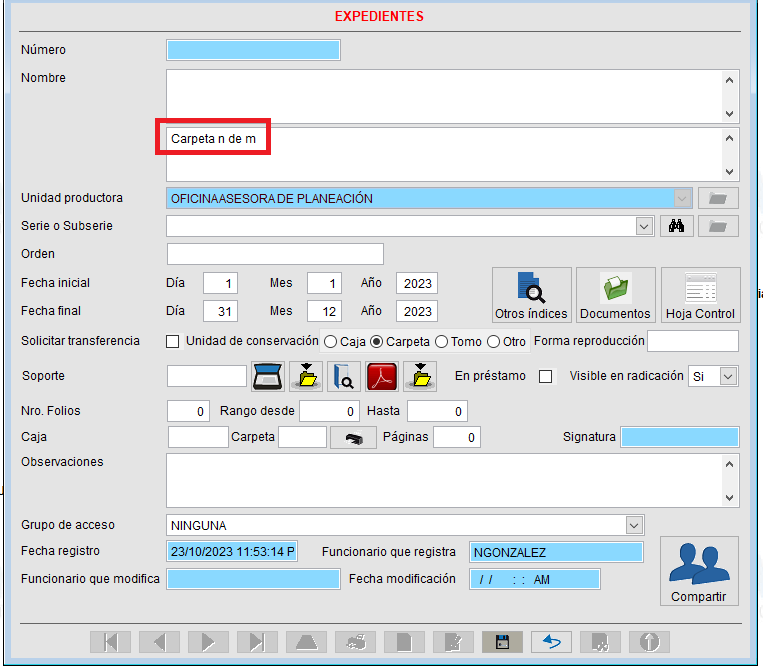 EXPEDIENTES
Número
Nombre
Carpeta n de m
Unidad productora OFICINA ASESORA DE PLANEACIÓN
Serie o Subserie
Orden
Fecha inicial Día 1 Mes 1 Año 2023
Fecha final Día 31 Mes 12 Año 2023
Otros índices Documentos Hoja Control
Solicitar transferencia Unidad de conservación Caja Carpeta Tomo Otro Forma reproducción
Soporte En préstamo Visible en radicación Si
Nro. Folios 0 Rango desde 0 Hasta 0
Caja Carpeta Páginas 0 Signatura
Observaciones
Grupo de acceso NINGUNA
Fecha registro 23/10/2023 11:53:14 P Funcionario que registra NGONZALEZ
Funcionario que modifica Fecha modificación / / : : AM
Compartir